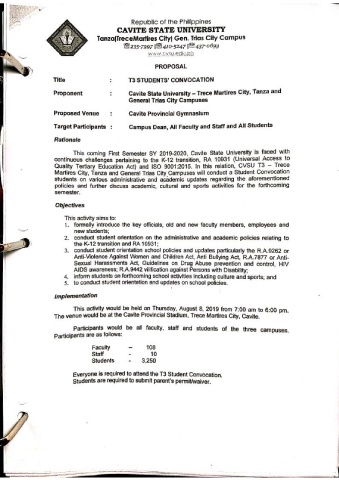 Republic of the Philippines
CAVITE STATE UNIVERSITY
Tanza|TreceMartires City| Gen. Trias City Campus
235-7997 410-5247 437-0693
www.cvsu.edu.ph
PROPOSAL
Title : T3 STUDENTS' CONVOCATION
Proponent : Cavite State University – Trece Martires City, Tanza and
General Trias City Campuses
Proposed Venue : Cavite Provincial Gymnasium
Target Participants : Campus Dean, All Faculty and Staff and All Students
Rationale
This coming First Semester SY 2019-2020, Cavite State University is faced with
continuous challenges pertaining to the K-12 transition, RA 10931 (Universal Access to
Quality Tertiary Education Act) and ISO 9001:2015. In this relation, CVSU T3 – Trece
Martires City, Tanza and General Trias City Campuses will conduct a Student Convocation
students on various administrative and academic updates regarding the aforementioned
policies and further discuss academic, cultural and sports activities for the forthcoming
semester.
Objectives
This activity aims to:
1. formally introduce the key officials, old and new faculty members, employees and
new students;
2. conduct student orientation on the administrative and academic policies relating to
the K-12 transition and RA 10931;
3. conduct student orientation school policies and updates particularly the R.A.9262 or
Anti-Violence Against Women and Children Act, Anti Bullying Act, R.A.7877 or Anti-
Sexual Harassments Act, Guidelines on Drug Abuse prevention and control, HIV
AIDS awareness; R.A.9442 vilification against Persons with Disability;
4. inform students on forthcoming school activities including culture and sports; and
5. to conduct student orientation and updates on school policies.
Implementation
This activity would be held on Thursday, August 8, 2019 from 7:00 am to 6:00 pm.
The venue would be at the Cavite Provincial Stadium, Trece Martires City, Cavite.
Participants would be all faculty, staff and students of the three campuses.
Participants are as follows:
Faculty – 108
Staff - 10
Students - 3,250
Everyone is required to attend the T3 Student Convocation.
Students are required to submit parent's permit/waiver.